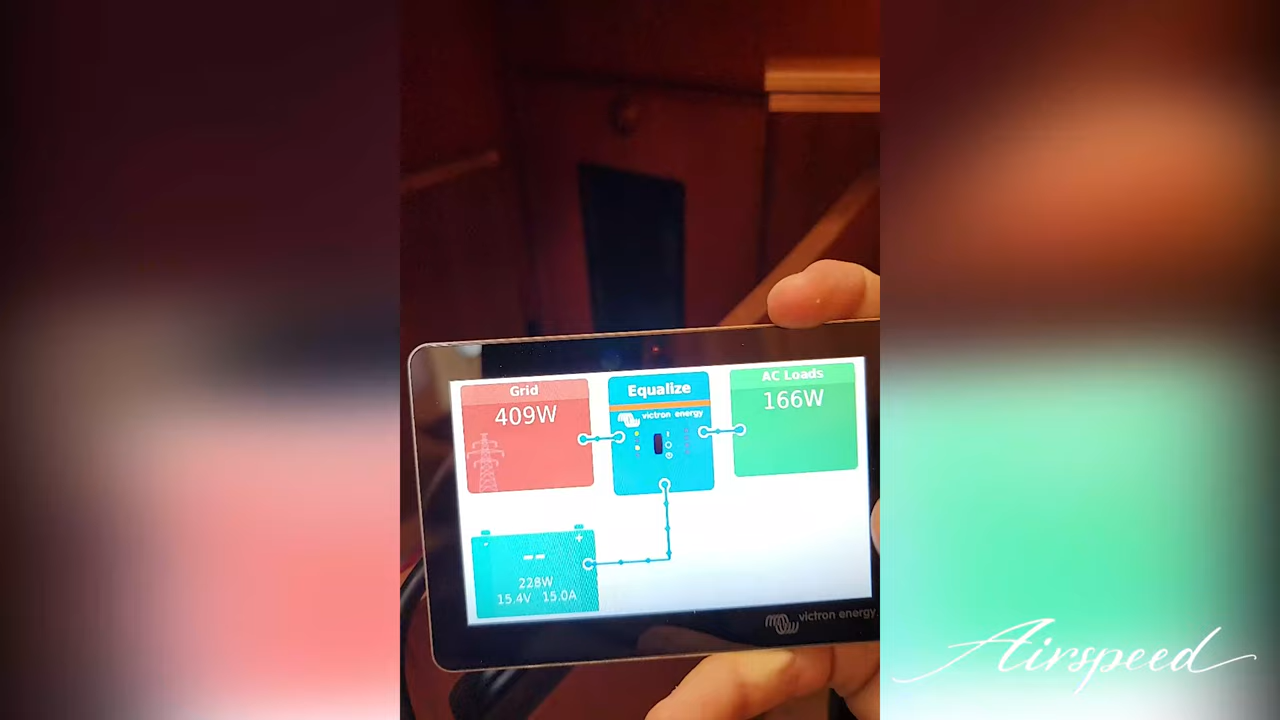 Grid
409W
Equalize
victron energy
AC Loads
166W
--
228W
15.4V 15.0A
victron energy
Airspeed